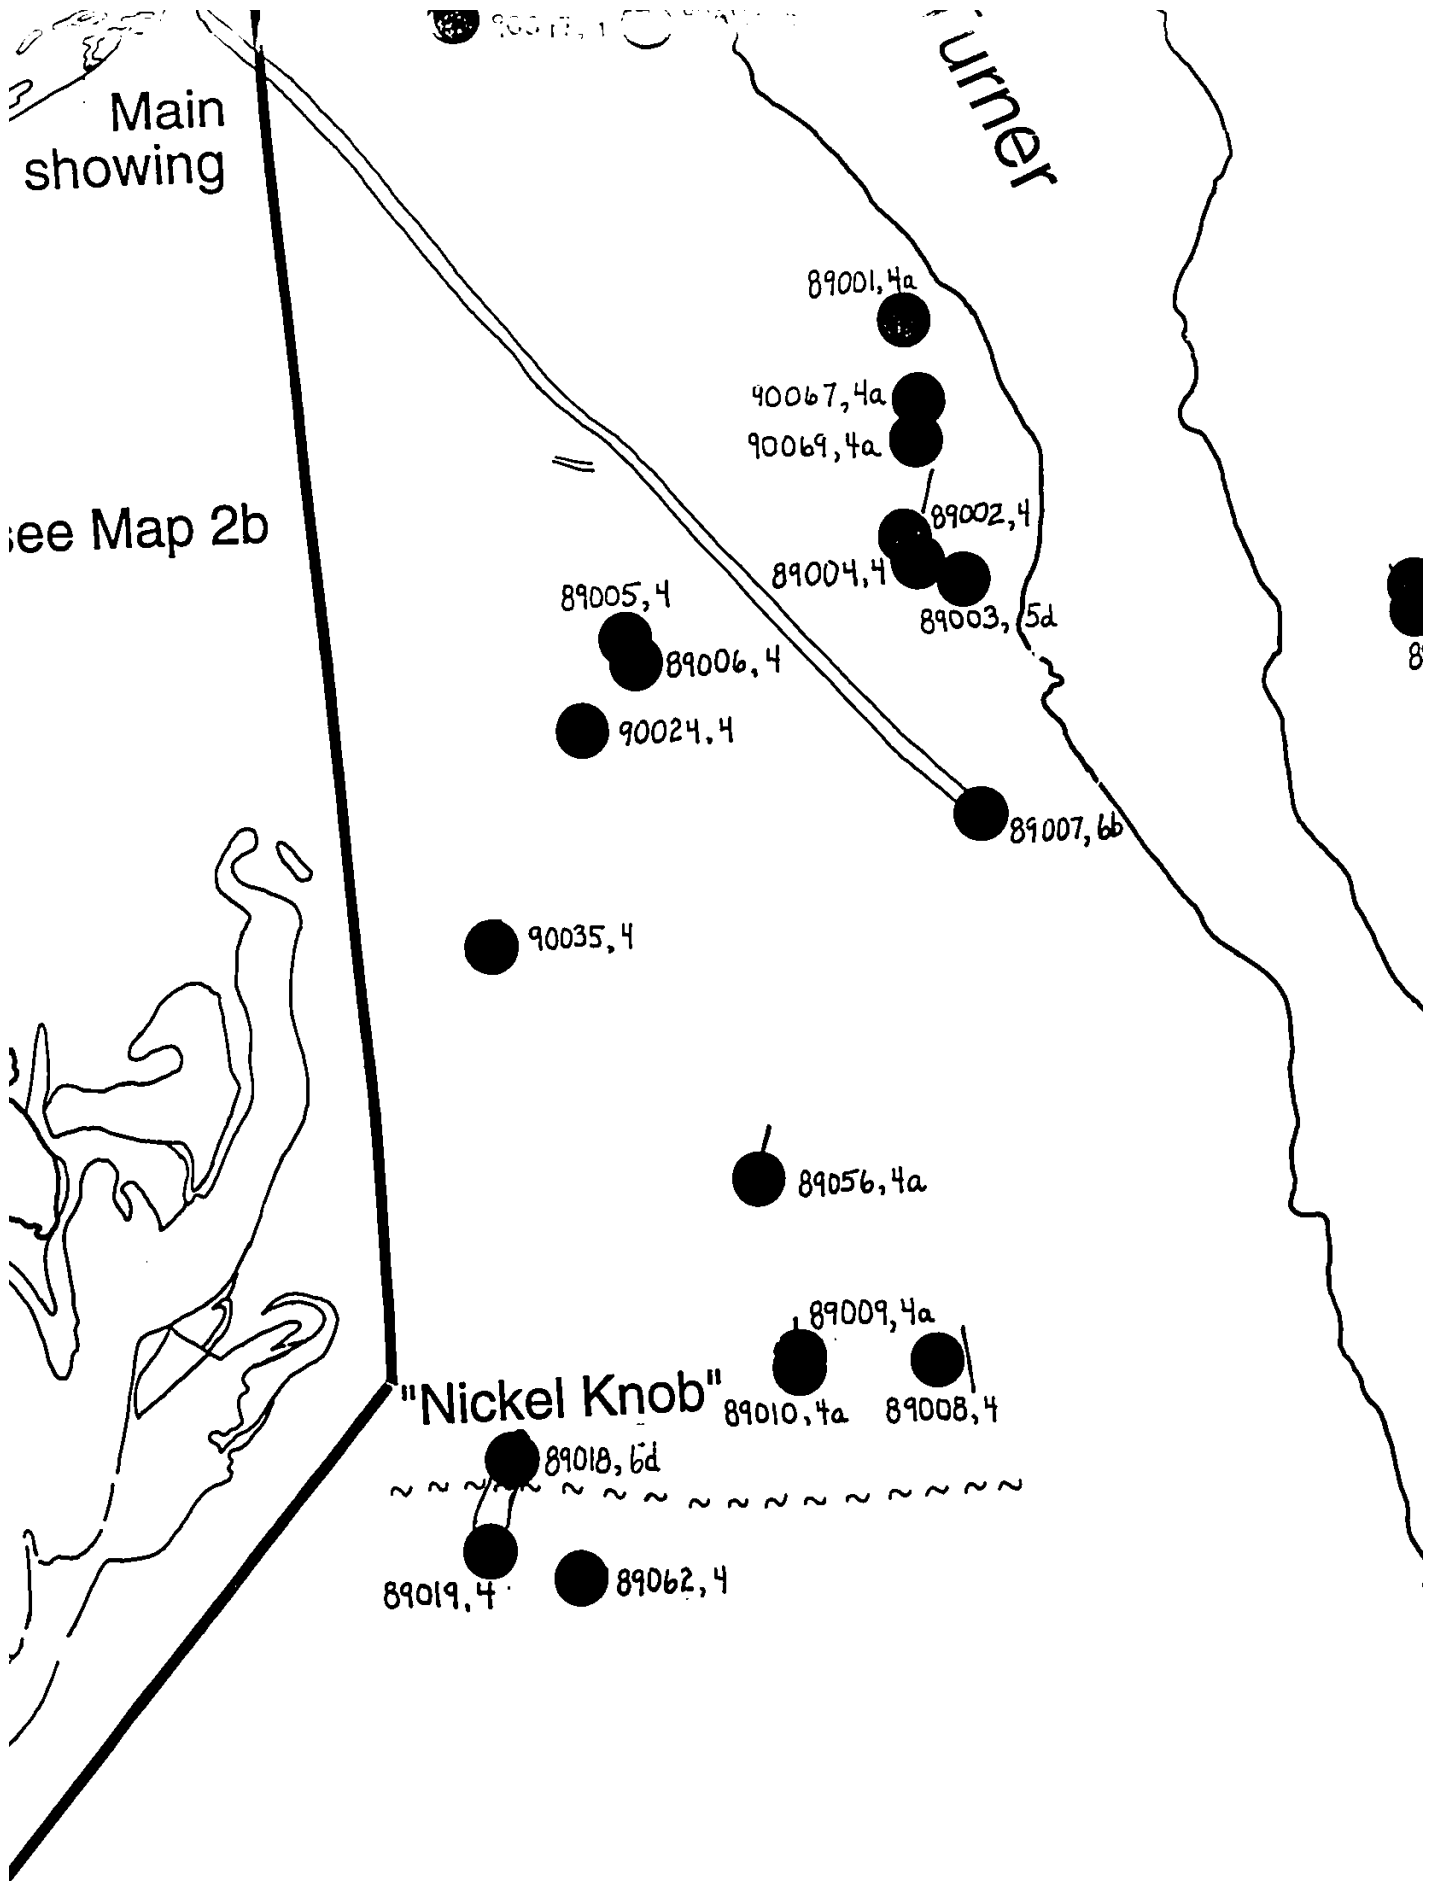 Main
showing
urner
89001, 4a
90067, 4a
90069, 4a
see Map 2b
89002, 4
89004, 4
89005, 4
89003, 5d
89006, 4
90024, 4
89007, 6b
90035, 4
89056, 4a
89009, 4a
"Nickel Knob"
89010, 4a
89008, 4
89018, 6d
89019, 4
89062, 4